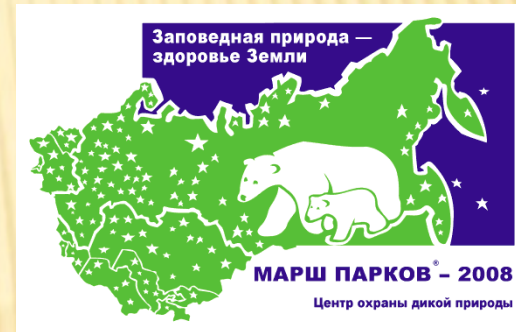 Заповедная природа —
здоровье Земли
МАРШ ПАРКОВ® – 2008
Центр охраны дикой природы